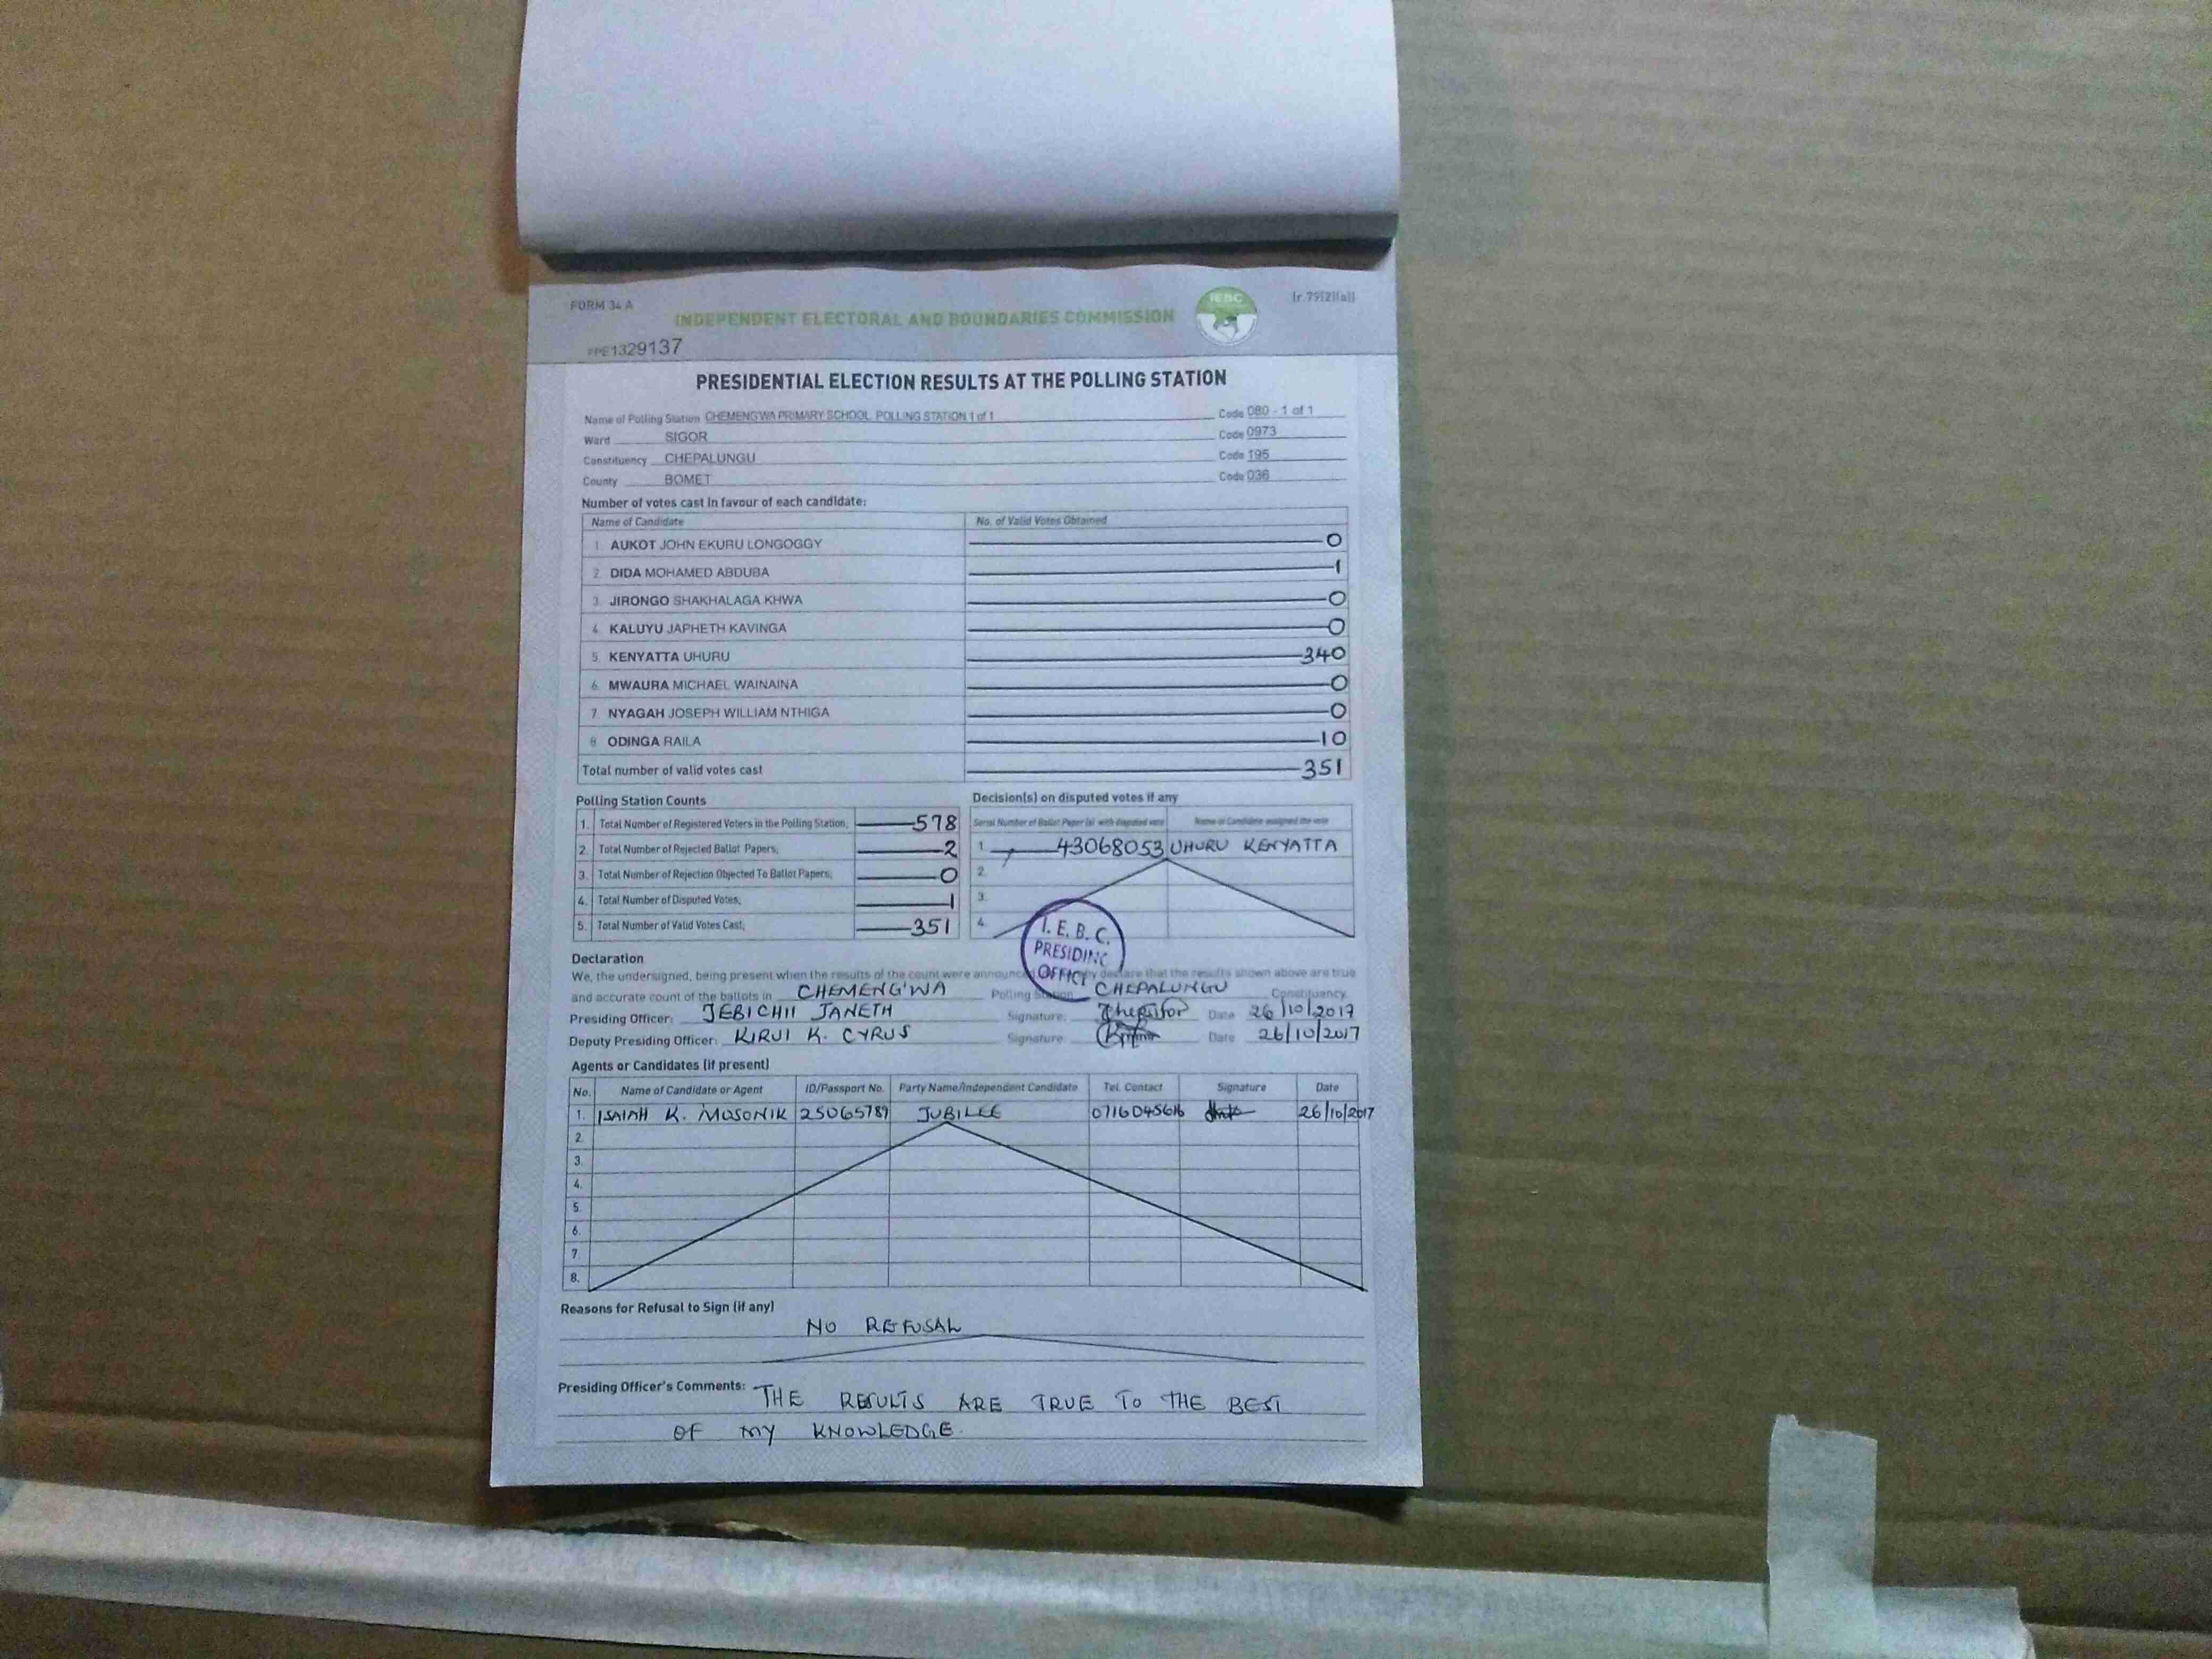 FORM 34 A
(r.79(2)(a))
IEBC
INDEPENDENT ELECTORAL AND BOUNDARIES COMMISSION
PE1329137
PRESIDENTIAL ELECTION RESULTS AT THE POLLING STATION
Name of Polling Station CHEMENGWA PRIMARY SCHOOL POLLING STATION 1 of 1 Code 080 - 1 of 1
Ward SIGOR Code 0973
Constituency CHEPALUNGU Code 195
County BOMET Code 036
Number of votes cast in favour of each candidate:
Name of Candidate No. of Valid Votes Obtained
1. AUKOT JOHN EKURU LONGOGGY 0
2. DIDA MOHAMED ABDUBA 1
3. JIRONGO SHAKHALAGA KHWA 0
4. KALUYU JAPHETH KAVINGA 0
5. KENYATTA UHURU 340
6. MWAURA MICHAEL WAINAINA 0
7. NYAGAH JOSEPH WILLIAM NTHIGA 0
8. ODINGA RAILA 10
Total number of valid votes cast 351
Polling Station Counts
1. Total Number of Registered Voters in the Polling Station; 578
2. Total Number of Rejected Ballot Papers; 2
3. Total Number of Rejection Objected To Ballot Papers; 0
4. Total Number of Disputed Votes; 1
5. Total Number of Valid Votes Cast; 351
Decision(s) on disputed votes if any
Serial Number of Ballot Paper (s) with disputed vote Name of Candidate assigned the vote
1. 43068053 UHURU KENYATTA
2.
3.
4.
I.E.B.C.
PRESIDING
OFFICE
Declaration
We, the undersigned, being present when the results of the count were announced declare that the results shown above are true
and accurate count of the ballots in CHEMENG'WA Polling Station CHEPALUNGU Constituency
Presiding Officer: JEBICHII JANETH Signature: Date 26/10/2017
Deputy Presiding Officer: KIRUI K. CYRUS Signature Date 26/10/2017
Agents or Candidates (if present)
No. Name of Candidate or Agent ID/Passport No. Party Name/Independent Candidate Tel. Contact Signature Date
1. ISAIAH K. MOSONIK 25065789 JUBILEE 0716045616 26/10/2017
2.
3.
4.
5.
6.
7.
8.
Reasons for Refusal to Sign (if any)
NO REFUSAL
Presiding Officer's Comments: THE RESULTS ARE TRUE TO THE BEST
OF MY KNOWLEDGE.